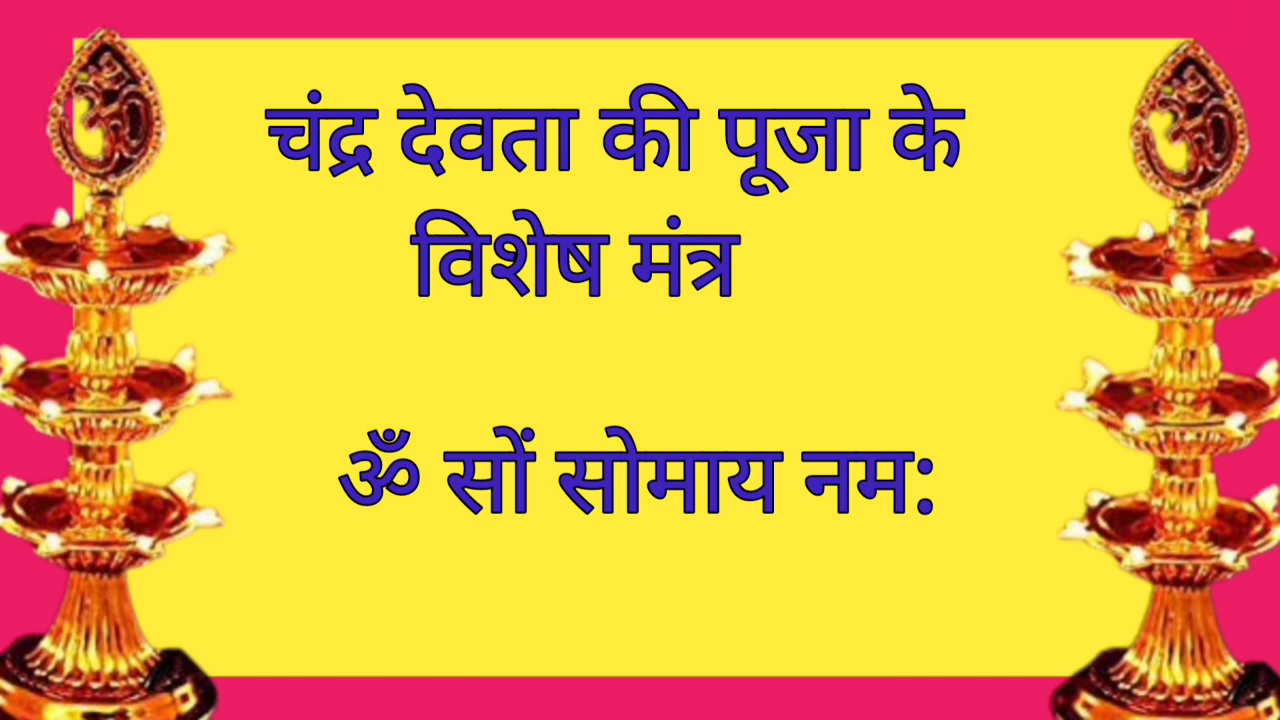 चंद्र देवता की पूजा के
विशेष मंत्र
ॐ सों सोमाय नम: